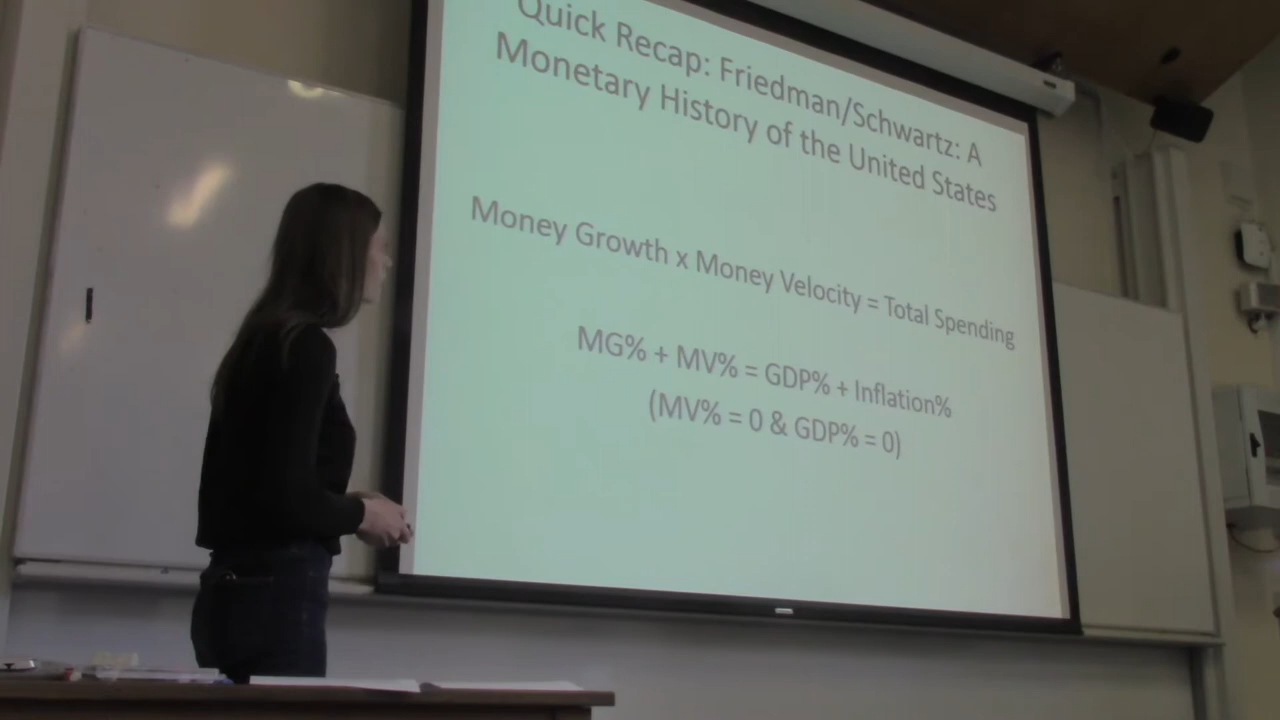 Quick Recap: Friedman/Schwartz: A
Monetary History of the United States
Money Growth x Money Velocity = Total Spending
MG% + MV% = GDP% + Inflation%
(MV% = 0 & GDP% = 0)